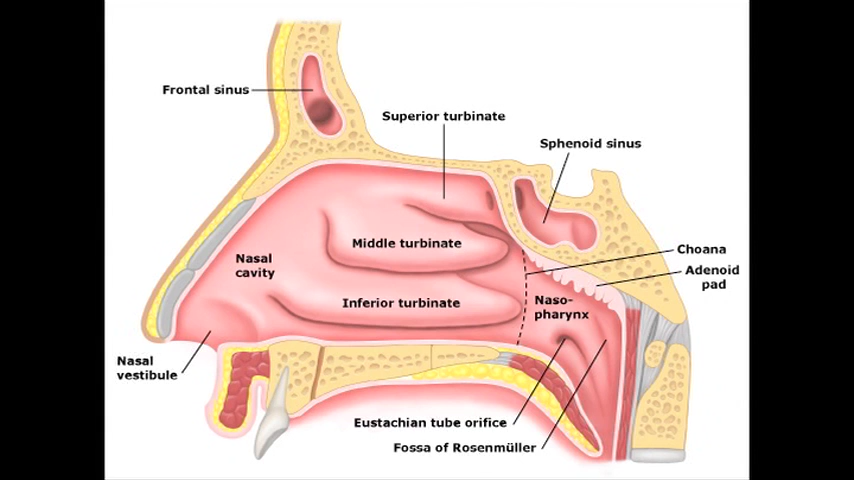 Frontal sinus
Superior turbinate
Sphenoid sinus
Middle turbinate
Choana
Nasal
cavity
Adenoid
pad
Inferior turbinate
Naso-
pharynx
Nasal
vestibule
Eustachian tube orifice
Fossa of Rosenmüller